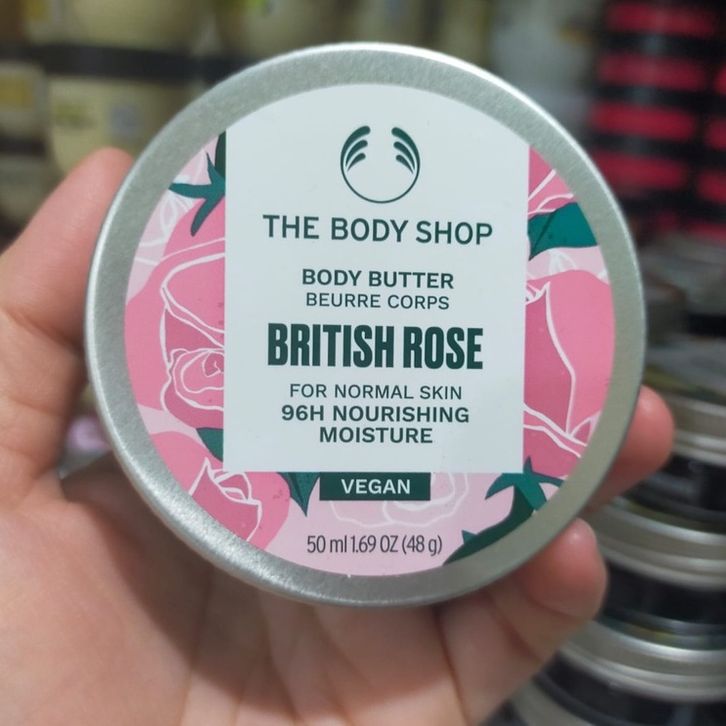 THE BODY SHOP
BODY BUTTER
BEURRE CORPS
BRITISH ROSE
FOR NORMAL SKIN
96H NOURISHING
MOISTURE
VEGAN
50 ml 1.69 OZ (48 g)